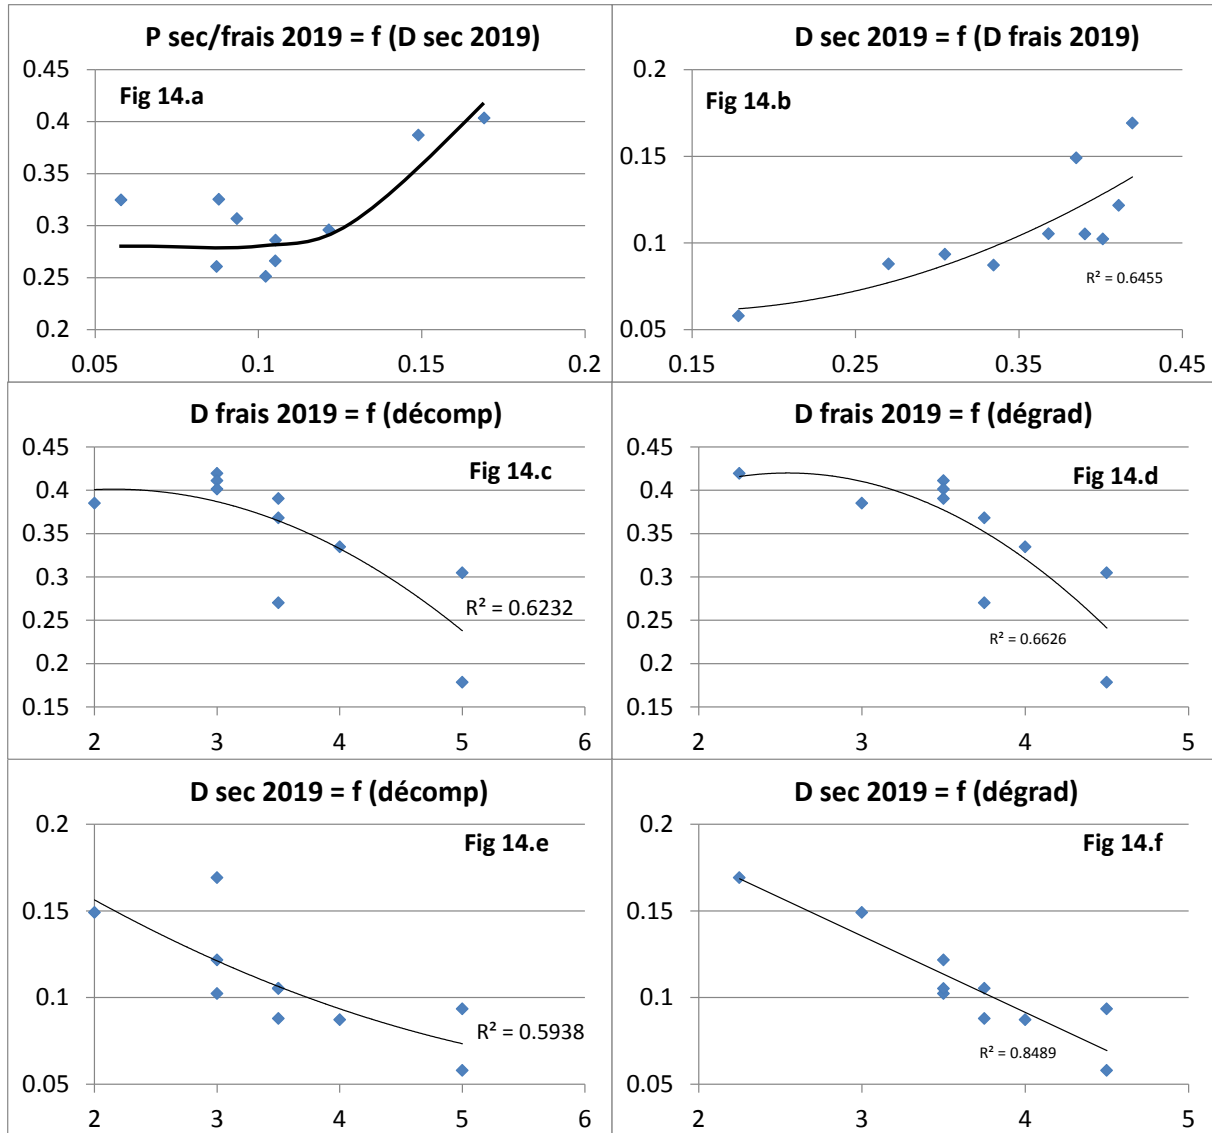 P sec/frais 2019 = f (D sec 2019)
0.45
Fig 14.a
0.4
0.35
0.3
0.25
0.2
0.05 0.1 0.15 0.2
D sec 2019 = f (D frais 2019)
0.2
Fig 14.b
0.15
0.1
R² = 0.6455
0.05
0.15 0.25 0.35 0.45
D frais 2019 = f (décomp)
0.45
Fig 14.c
0.4
0.35
0.3
R² = 0.6232
0.25
0.2
0.15
2 3 4 5 6
D frais 2019 = f (dégrad)
0.45
Fig 14.d
0.4
0.35
0.3
0.25
R² = 0.6626
0.2
0.15
2 3 4 5
D sec 2019 = f (décomp)
0.2
Fig 14.e
0.15
0.1
R² = 0.5938
0.05
2 3 4 5 6
D sec 2019 = f (dégrad)
0.2
Fig 14.f
0.15
0.1
R² = 0.8489
0.05
2 3 4 5